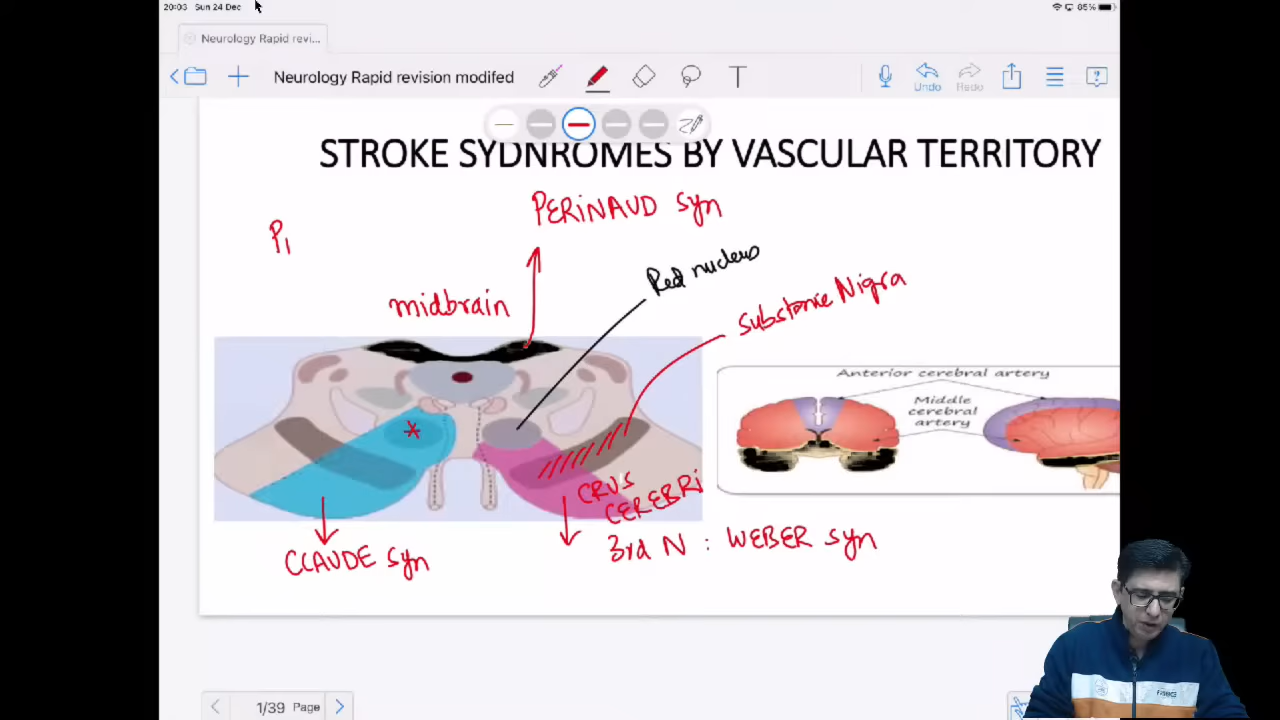 20:03 Sun 24 Dec
85%
Neurology Rapid revi...
Neurology Rapid revision modifed
T
Undo
Redo
STROKE SYDNROMES BY VASCULAR TERRITORY
PERINAUD syn
P1
Red nucleus
midbrain
Substance Nigra
Anterior cerebral artery
Middle
cerebral
artery
*
CRUS
CEREBRI
CLAUDE syn
3rd N : WEBER syn
1/39 Page